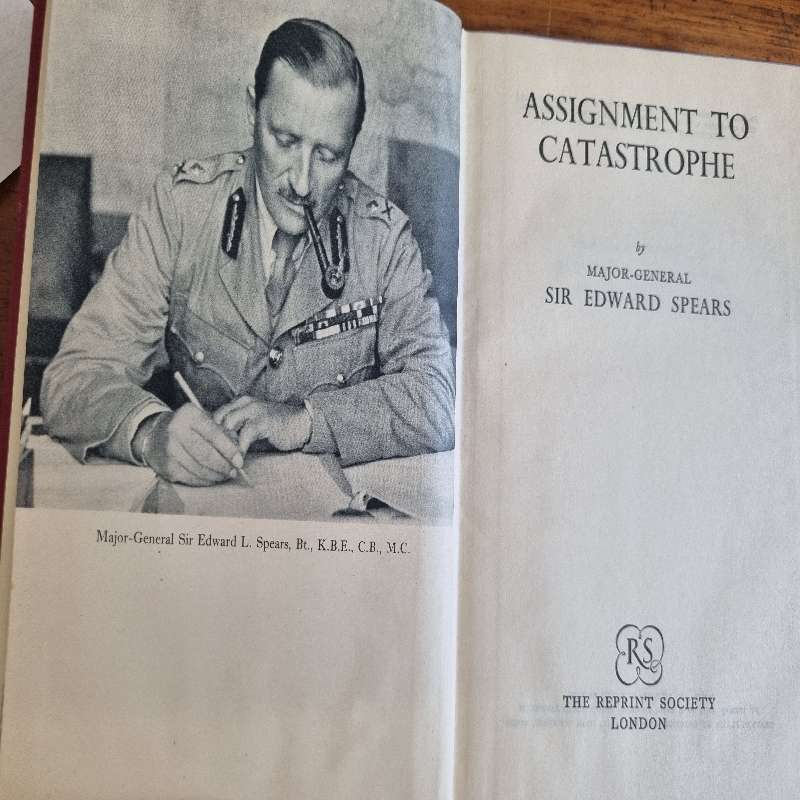 Major-General Sir Edward L. Spears, Bt., K.B.E., C.B., M.C.
ASSIGNMENT TO
CATASTROPHE
by
MAJOR-GENERAL
SIR EDWARD SPEARS
RS
THE REPRINT SOCIETY
LONDON